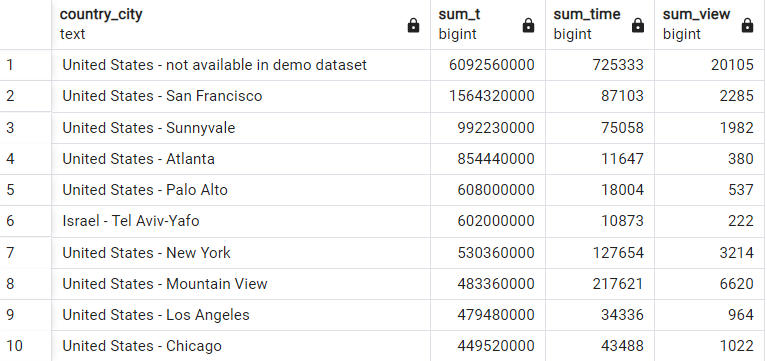 country_city sum_t sum_time sum_view
text bigint bigint bigint
1 United States - not available in demo dataset 6092560000 725333 20105
2 United States - San Francisco 1564320000 87103 2285
3 United States - Sunnyvale 992230000 75058 1982
4 United States - Atlanta 854440000 11647 380
5 United States - Palo Alto 608000000 18004 537
6 Israel - Tel Aviv-Yafo 602000000 10873 222
7 United States - New York 530360000 127654 3214
8 United States - Mountain View 483360000 217621 6620
9 United States - Los Angeles 479480000 34336 964
10 United States - Chicago 449520000 43488 1022